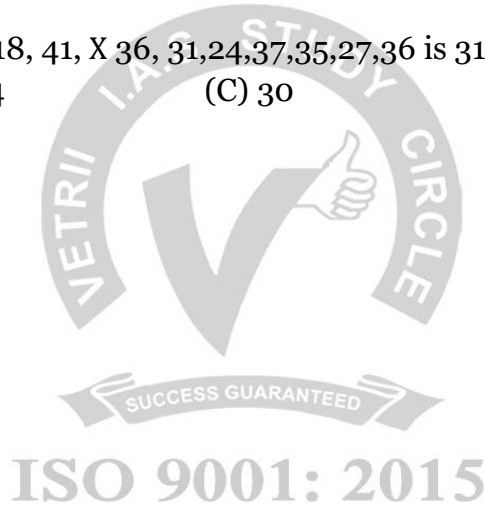 18, 41, X 36, 31,24,37,35,27,36 is 31
(C) 30
VETRII I.A.S STUDY CIRCLE
SUCCESS GUARANTEED
ISO 9001: 2015